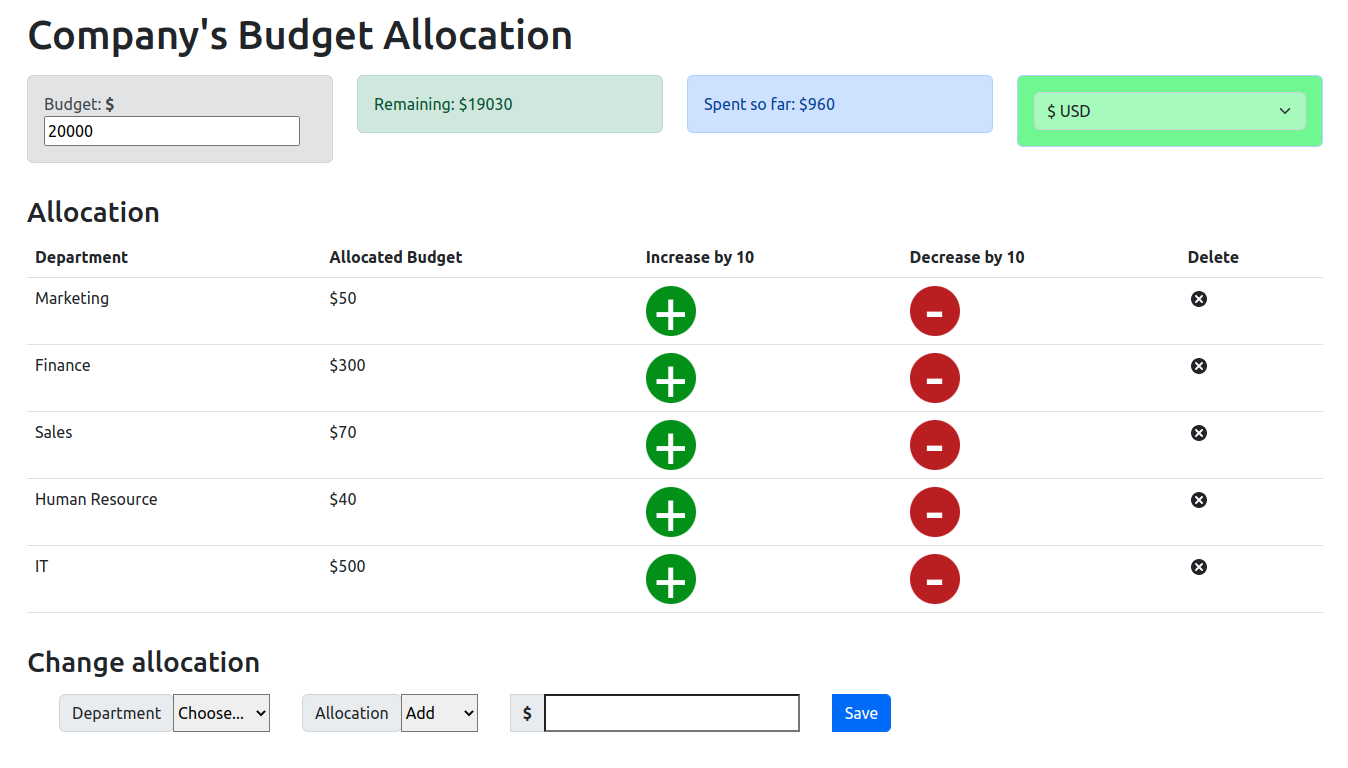 Company's Budget Allocation
Budget: $
20000
Remaining: $19030
Spent so far: $960
$ USD
Allocation
Department Allocated Budget Increase by 10 Decrease by 10 Delete
Marketing $50 + -
Finance $300 + -
Sales $70 + -
Human Resource $40 + -
IT $500 + -
Change allocation
Department Choose... Allocation Add $ Save